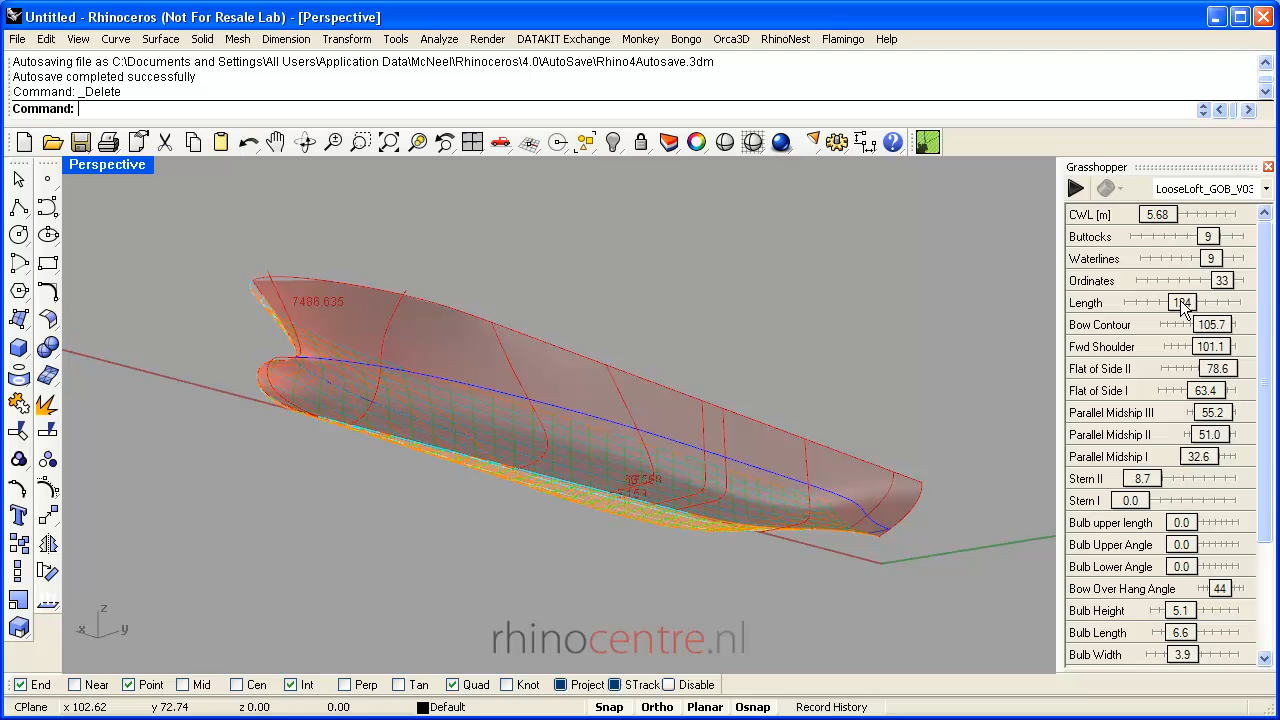 Untitled - Rhinoceros (Not For Resale Lab) - [Perspective]
File Edit View Curve Surface Solid Mesh Dimension Transform Tools Analyze Render DATAKIT Exchange Monkey Bongo Orca3D RhinoNest Flamingo Help
Autosaving file as C:\Documents and Settings\All Users\Application Data\McNeel\Rhinoceros\4.0\AutoSave\Rhino4Autosave.3dm
Autosave completed successfully
Command: _Delete
Command:
Perspective
Grasshopper
LooseLoft_GOB_V03
CWL [m] 5.68
Buttocks 9
Waterlines 9
Ordinates 33
Length
Bow Contour 105.7
Fwd Shoulder 101.1
Flat of Side II 78.6
Flat of Side I 63.4
Parallel Midship III 55.2
Parallel Midship II 51.0
Parallel Midship I 32.6
Stern II 8.7
Stern I 0.0
Bulb upper length 0.0
Bulb Upper Angle 0.0
Bulb Lower Angle 0.0
Bow Over Hang Angle 44
Bulb Height 5.1
Bulb Length 6.6
Bulb Width 3.9
7486.635
z
x y
rhinocentre.nl
End Near Point Mid Cen Int Perp Tan Quad Knot Project STrack Disable
CPlane x 102.62 y 72.74 z 0.00 0.00 Default Snap Ortho Planar Osnap Record History